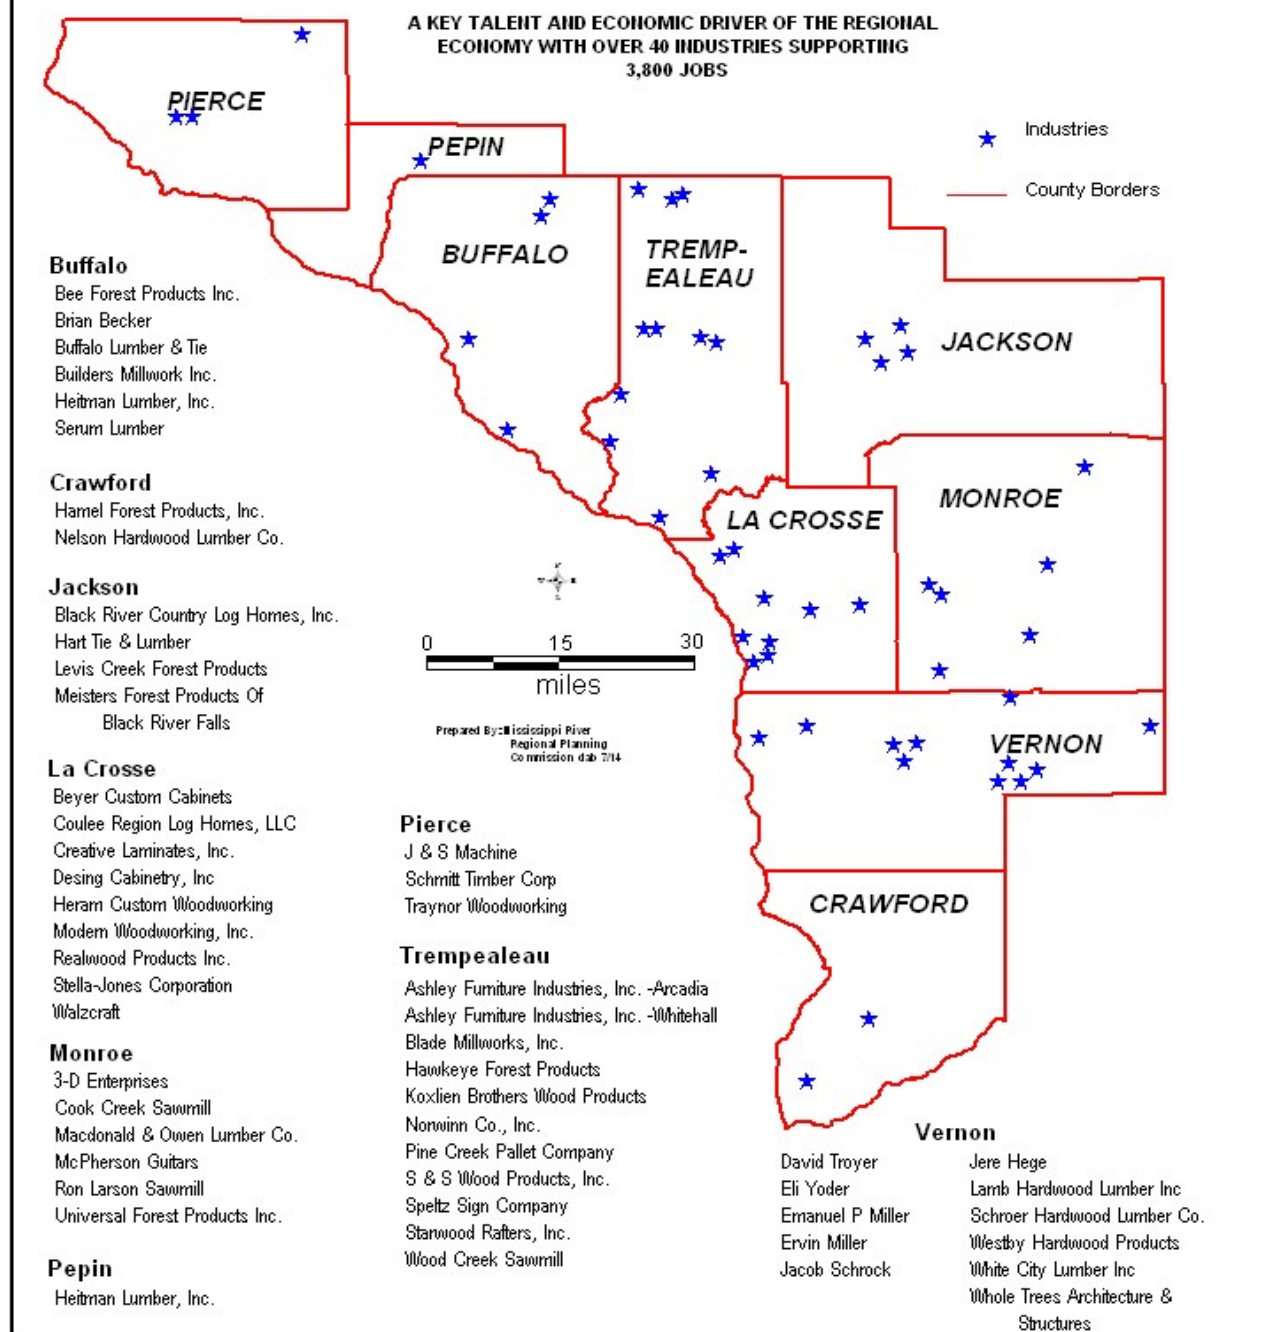 A KEY TALENT AND ECONOMIC DRIVER OF THE REGIONAL
ECONOMY WITH OVER 40 INDUSTRIES SUPPORTING
3,800 JOBS
Industries
County Borders
PIERCE
PEPIN
BUFFALO
TREMP-
EALEAU
JACKSON
MONROE
LA CROSSE
VERNON
CRAWFORD
0 15 30
miles
Prepared By: Mississippi River
Regional Planning
Commission dab 7/14
Buffalo
Bee Forest Products Inc.
Brian Becker
Buffalo Lumber & Tie
Builders Millwork Inc.
Heitman Lumber, Inc.
Serum Lumber
Crawford
Hamel Forest Products, Inc.
Nelson Hardwood Lumber Co.
Jackson
Black River Country Log Homes, Inc.
Hart Tie & Lumber
Levis Creek Forest Products
Meisters Forest Products Of
Black River Falls
La Crosse
Beyer Custom Cabinets
Coulee Region Log Homes, LLC
Creative Laminates, Inc.
Desing Cabinetry, Inc
Heram Custom Woodworking
Modern Woodworking, Inc.
Realwood Products Inc.
Stella-Jones Corporation
Walzcraft
Monroe
3-D Enterprises
Cook Creek Sawmill
Macdonald & Owen Lumber Co.
McPherson Guitars
Ron Larson Sawmill
Universal Forest Products Inc.
Pepin
Heitman Lumber, Inc.
Pierce
J & S Machine
Schmitt Timber Corp
Traynor Woodworking
Trempealeau
Ashley Furniture Industries, Inc. -Arcadia
Ashley Furniture Industries, Inc. -Whitehall
Blade Millworks, Inc.
Hawkeye Forest Products
Koxlien Brothers Wood Products
Norwinn Co., Inc.
Pine Creek Pallet Company
S & S Wood Products, Inc.
Speltz Sign Company
Starwood Rafters, Inc.
Wood Creek Sawmill
Vernon
David Troyer
Eli Yoder
Emanuel P Miller
Ervin Miller
Jacob Schrock
Jere Hege
Lamb Hardwood Lumber Inc
Schroer Hardwood Lumber Co.
Westby Hardwood Products
White City Lumber Inc
Whole Trees Architecture &
Structures